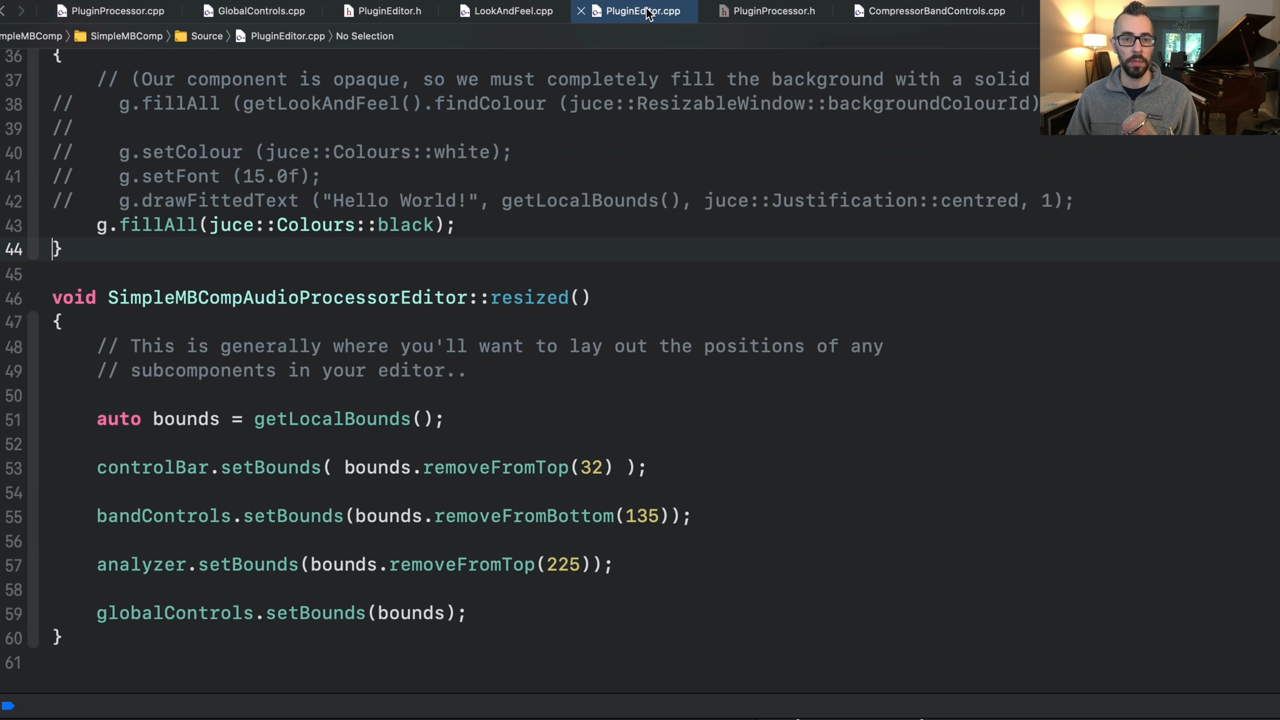 PluginProcessor.cpp GlobalControls.cpp PluginEditor.h LookAndFeel.cpp PluginEditor.cpp PluginProcessor.h CompressorBandControls.cpp
mpleMBComp SimpleMBComp Source PluginEditor.cpp No Selection
36 {
37 // (Our component is opaque, so we must completely fill the background with a solid
38 // g.fillAll (getLookAndFeel().findColour (juce::ResizableWindow::backgroundColourId)
39 //
40 // g.setColour (juce::Colours::white);
41 // g.setFont (15.0f);
42 // g.drawFittedText ("Hello World!", getLocalBounds(), juce::Justification::centred, 1);
43 g.fillAll(juce::Colours::black);
44 }
45
46 void SimpleMBCompAudioProcessorEditor::resized()
47 {
48 // This is generally where you'll want to lay out the positions of any
49 // subcomponents in your editor..
50
51 auto bounds = getLocalBounds();
52
53 controlBar.setBounds( bounds.removeFromTop(32) );
54
55 bandControls.setBounds(bounds.removeFromBottom(135));
56
57 analyzer.setBounds(bounds.removeFromTop(225));
58
59 globalControls.setBounds(bounds);
60 }
61